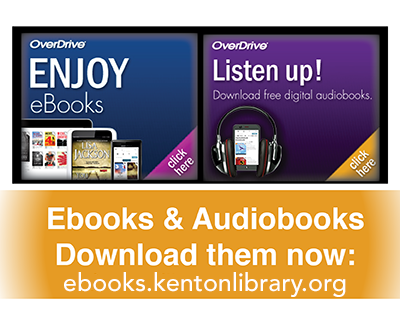 OverDrive®
ENJOY
eBooks
LISA JACKSON
click here
OverDrive®
Listen up!
Download free digital audiobooks.
click here
Ebooks & Audiobooks
Download them now:
ebooks.kentonlibrary.org